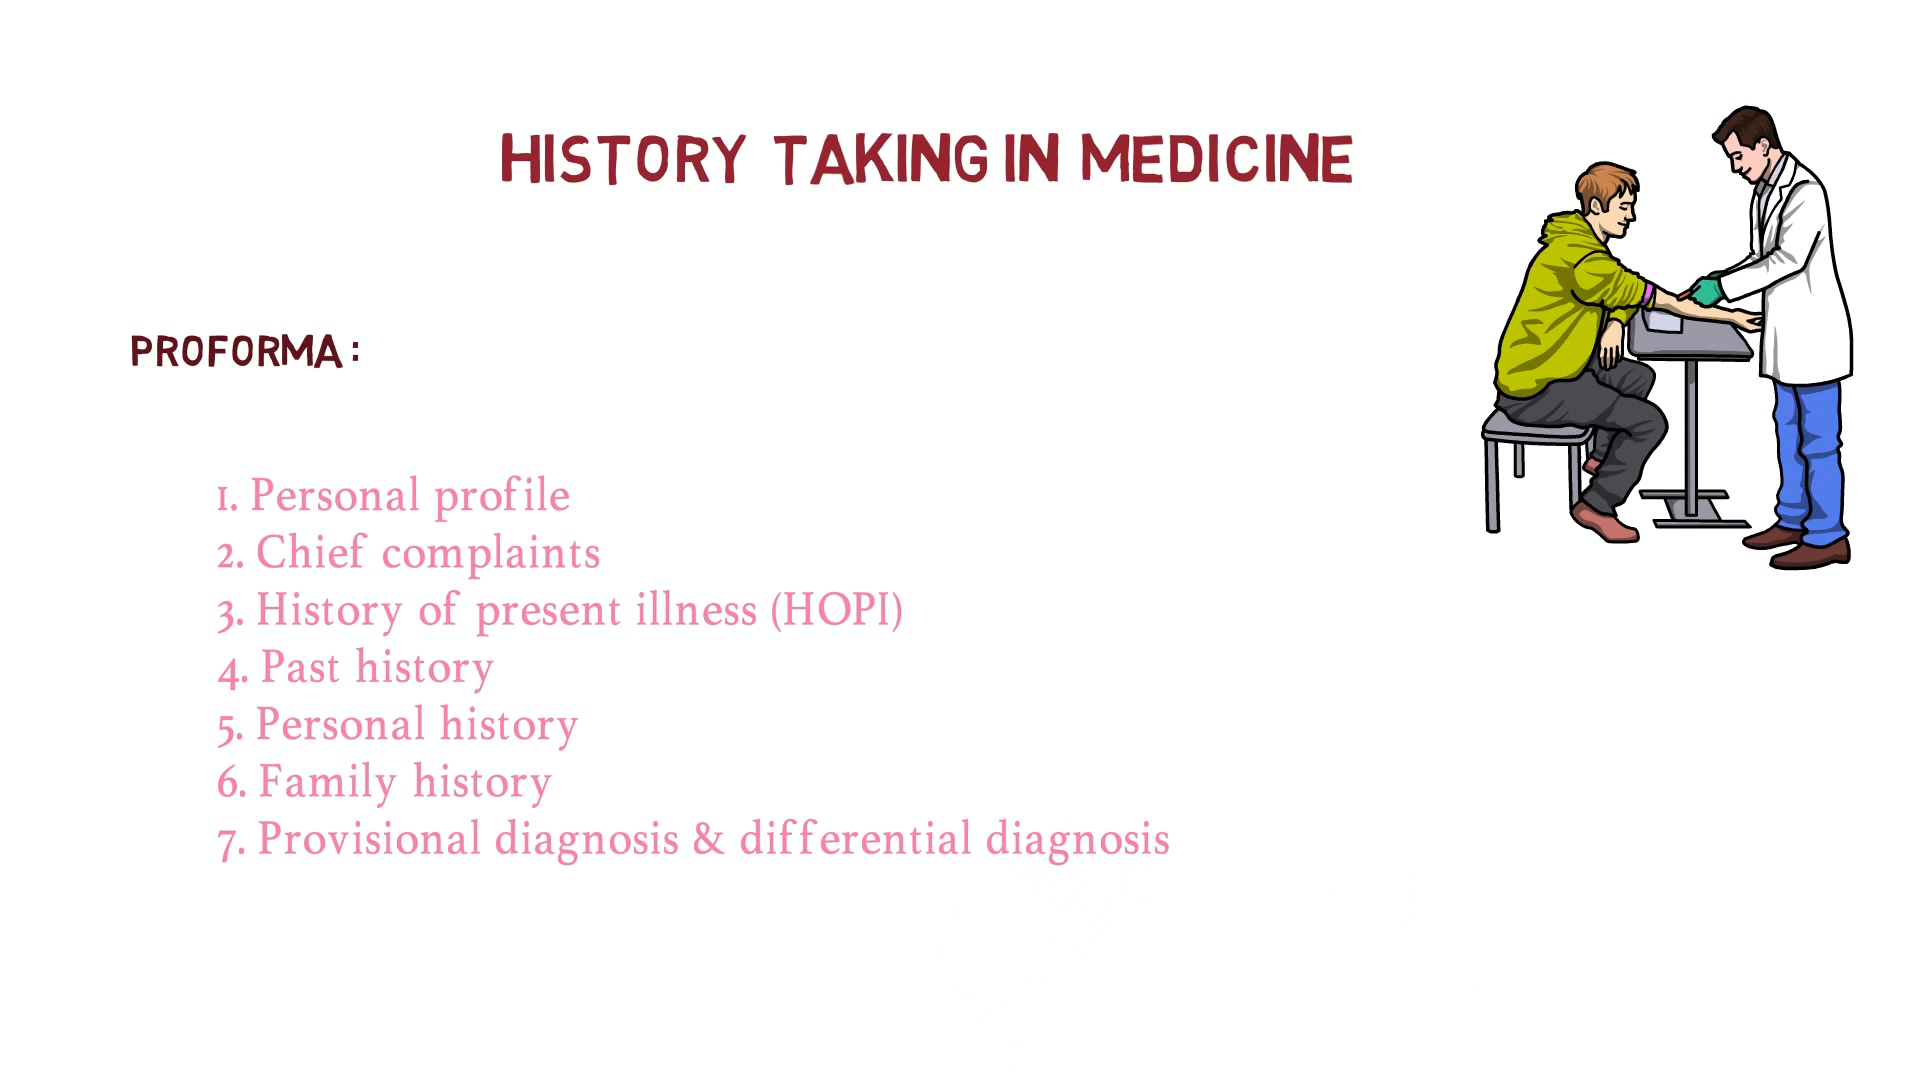 HISTORY TAKING IN MEDICINE
PROFORMA :
1. Personal profile
2. Chief complaints
3. History of present illness (HOPI)
4. Past history
5. Personal history
6. Family history
7. Provisional diagnosis & differential diagnosis